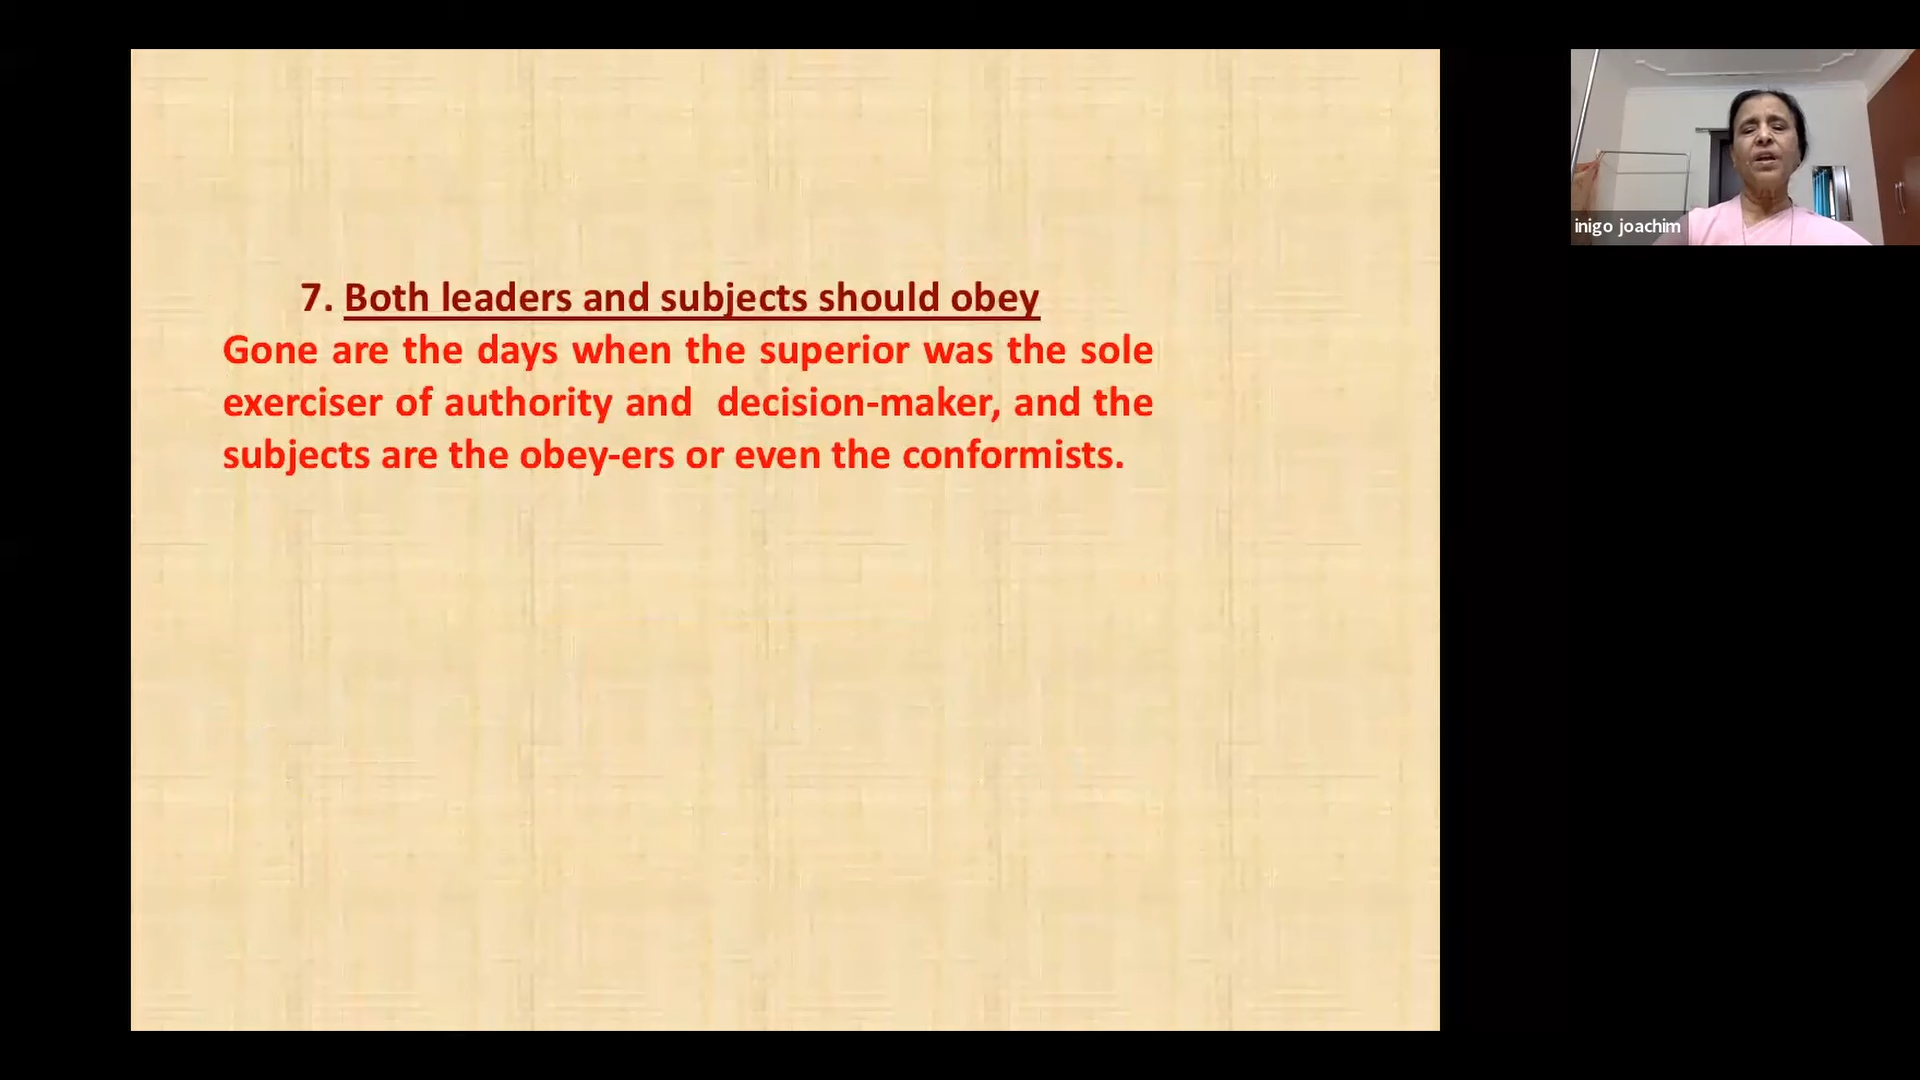 7. Both leaders and subjects should obey
Gone are the days when the superior was the sole
exerciser of authority and decision-maker, and the
subjects are the obey-ers or even the conformists.
inigo joachim